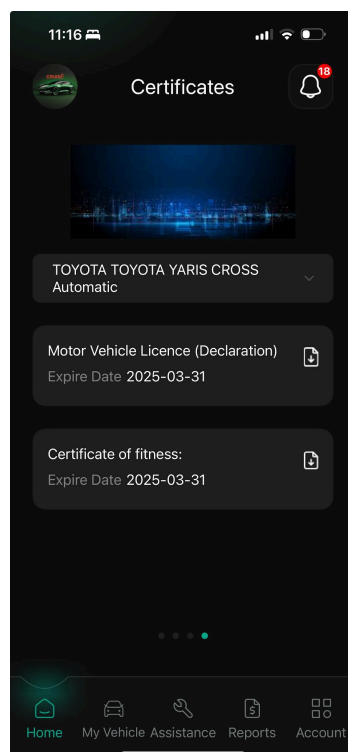 11:16
18
Certificates
TOYOTA TOYOTA YARIS CROSS
Automatic
Motor Vehicle Licence (Declaration)
Expire Date 2025-03-31
Certificate of fitness:
Expire Date 2025-03-31
Home My Vehicle Assistance Reports Account